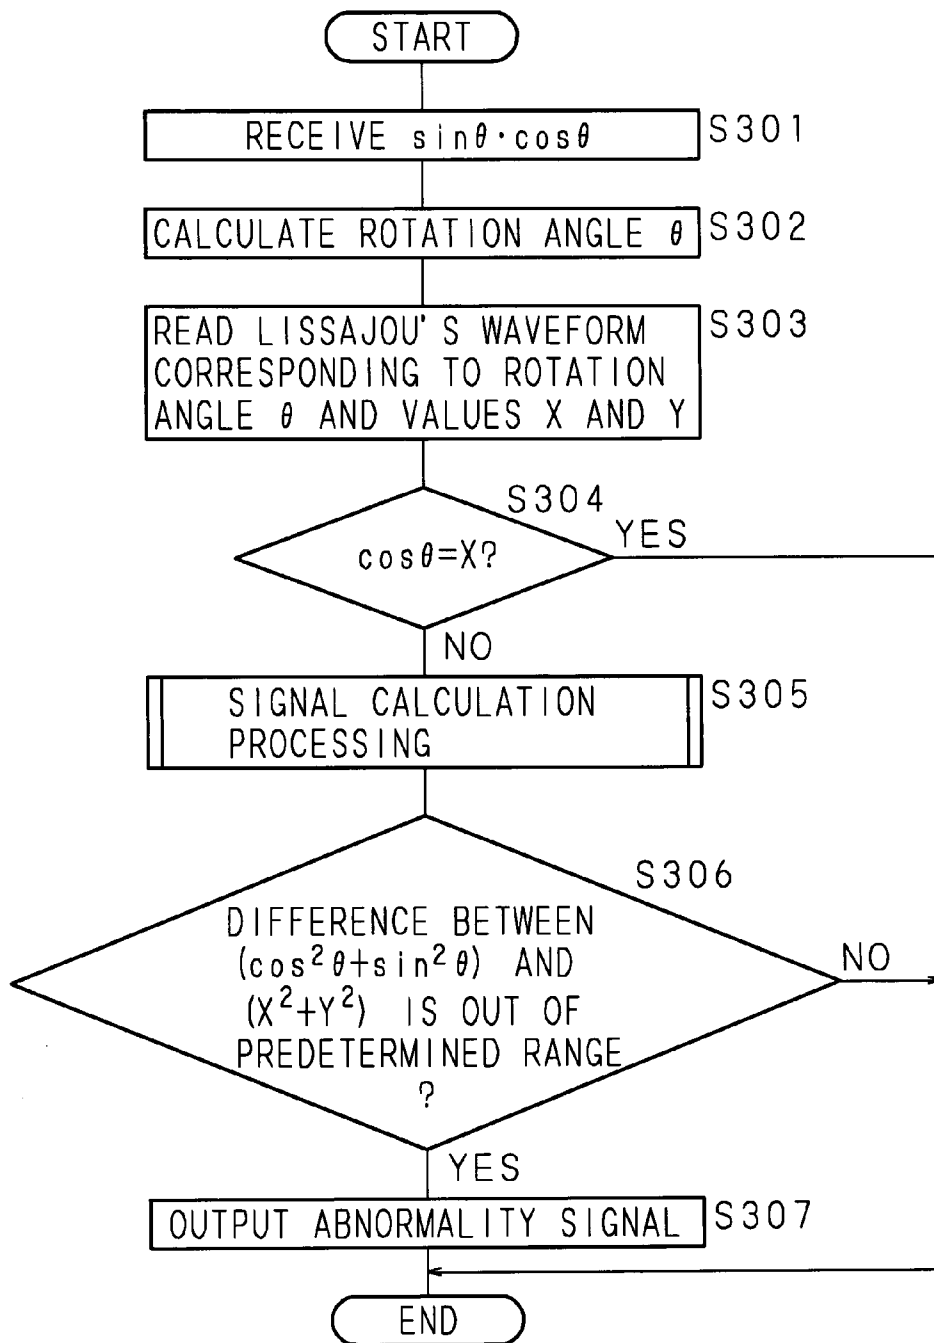 START
RECEIVE sinθ·cosθ
S301
CALCULATE ROTATION ANGLE θ
S302
READ LISSAJOU'S WAVEFORM
CORRESPONDING TO ROTATION
ANGLE θ AND VALUES X AND Y
S303
S304
cosθ=X?
YES
NO
SIGNAL CALCULATION
PROCESSING
S305
S306
DIFFERENCE BETWEEN
(cos²θ+sin²θ) AND
(X²+Y²) IS OUT OF
PREDETERMINED RANGE
?
NO
YES
OUTPUT ABNORMALITY SIGNAL
S307
END